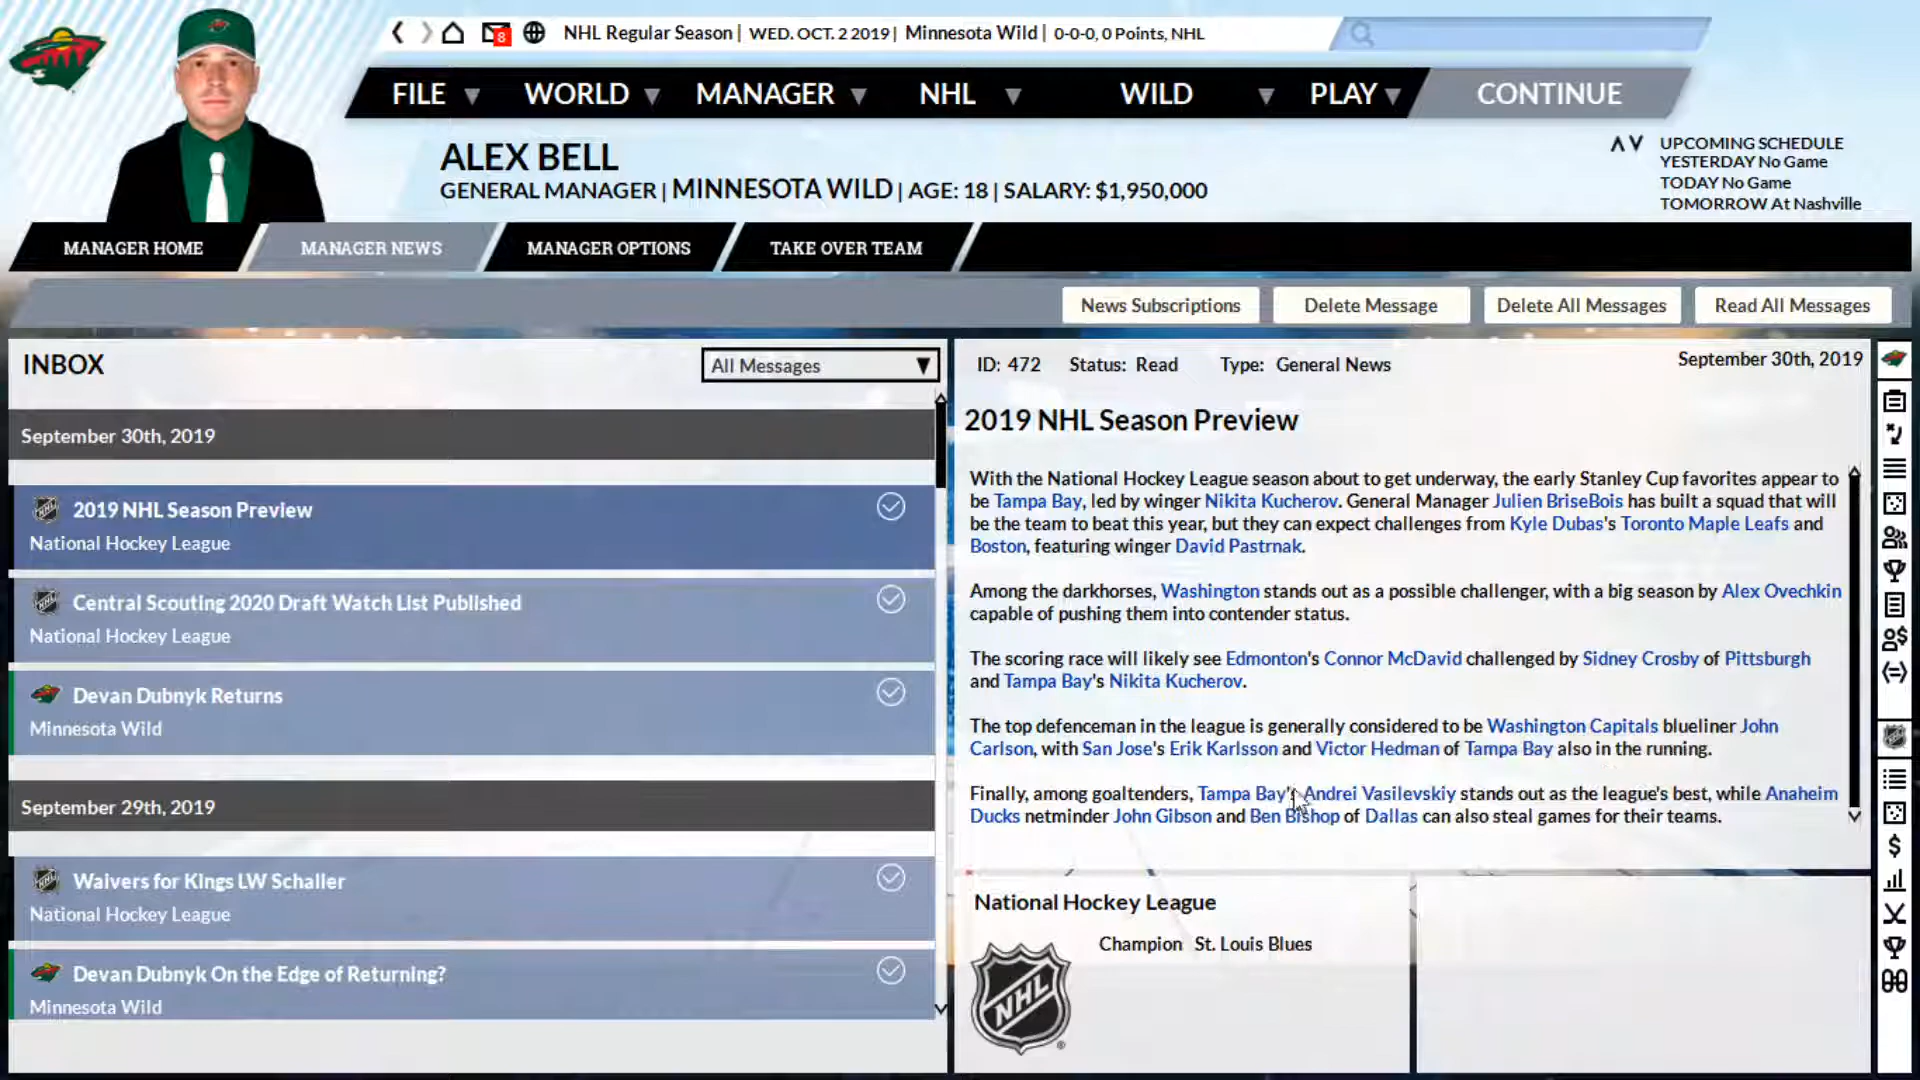 8
NHL Regular Season | WED. OCT. 2 2019 | Minnesota Wild | 0-0-0, 0 Points, NHL
FILE ▼ WORLD ▼ MANAGER ▼ NHL ▼ WILD ▼ PLAY ▼ CONTINUE
ALEX BELL
GENERAL MANAGER | MINNESOTA WILD | AGE: 18 | SALARY: $1,950,000
UPCOMING SCHEDULE
YESTERDAY No Game
TODAY No Game
TOMORROW At Nashville
MANAGER HOME MANAGER NEWS MANAGER OPTIONS TAKE OVER TEAM
News Subscriptions Delete Message Delete All Messages Read All Messages
INBOX
All Messages ▼
September 30th, 2019
2019 NHL Season Preview
National Hockey League
Central Scouting 2020 Draft Watch List Published
National Hockey League
Devan Dubnyk Returns
Minnesota Wild
September 29th, 2019
Waivers for Kings LW Schaller
National Hockey League
Devan Dubnyk On the Edge of Returning?
Minnesota Wild
ID: 472 Status: Read Type: General News
September 30th, 2019
2019 NHL Season Preview
With the National Hockey League season about to get underway, the early Stanley Cup favorites appear to
be Tampa Bay, led by winger Nikita Kucherov. General Manager Julien BriseBois has built a squad that will
be the team to beat this year, but they can expect challenges from Kyle Dubas's Toronto Maple Leafs and
Boston, featuring winger David Pastrnak.
Among the darkhorses, Washington stands out as a possible challenger, with a big season by Alex Ovechkin
capable of pushing them into contender status.
The scoring race will likely see Edmonton's Connor McDavid challenged by Sidney Crosby of Pittsburgh
and Tampa Bay's Nikita Kucherov.
The top defenceman in the league is generally considered to be Washington Capitals blueliner John
Carlson, with San Jose's Erik Karlsson and Victor Hedman of Tampa Bay also in the running.
Finally, among goaltenders, Tampa Bay's Andrei Vasilevskiy stands out as the league's best, while Anaheim
Ducks netminder John Gibson and Ben Bishop of Dallas can also steal games for their teams.
National Hockey League
Champion St. Louis Blues
NHL